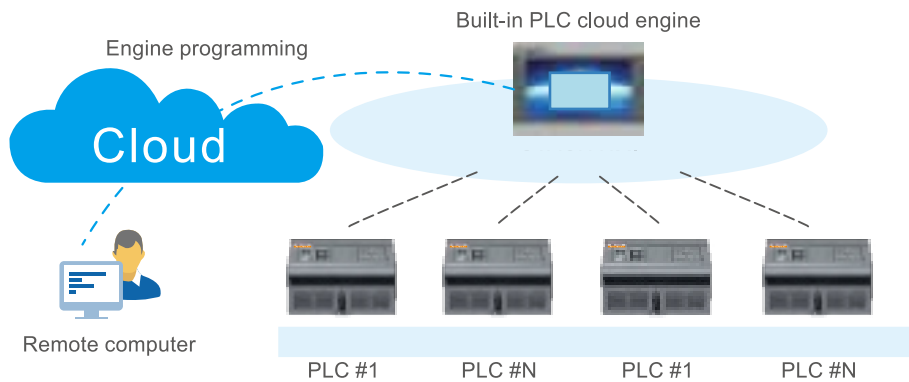 Built-in PLC cloud engine
Engine programming
Cloud
Remote computer
PLC #1
PLC #N
PLC #1
PLC #N